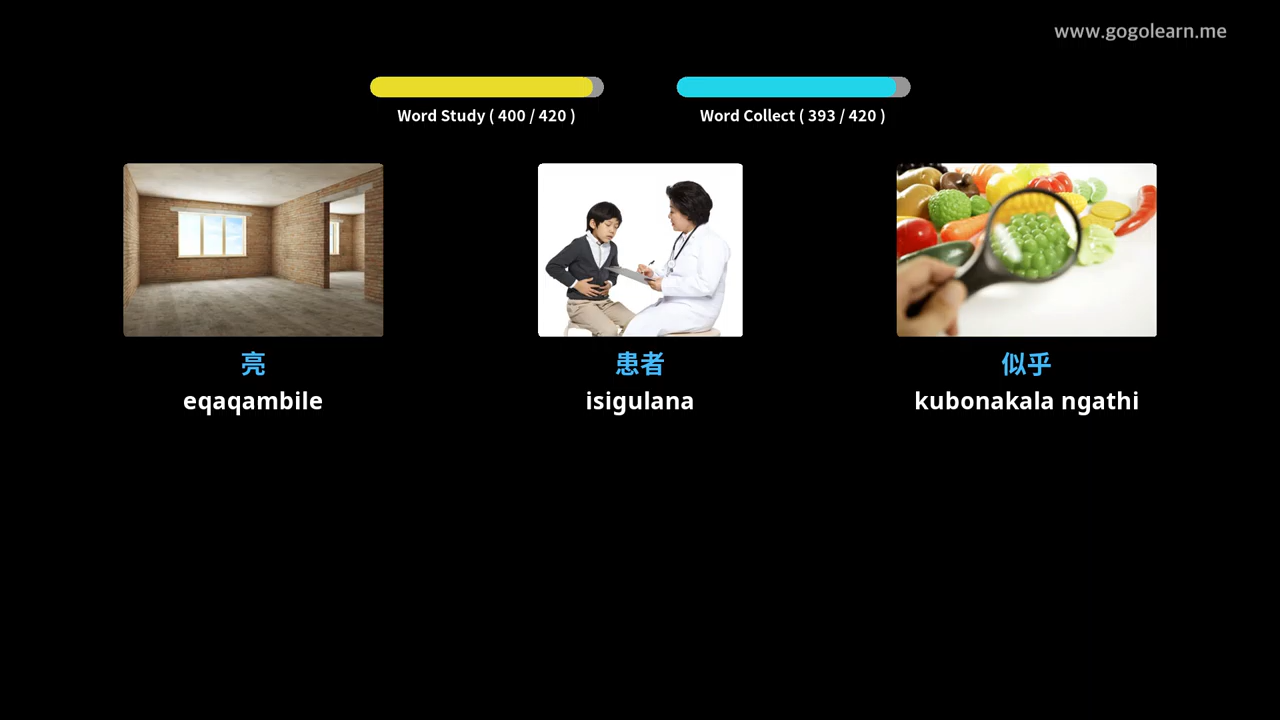 www.gogolearn.me
Word Study ( 400 / 420 )
Word Collect ( 393 / 420 )
亮
eqaqambile
患者
isigulana
似乎
kubonakala ngathi